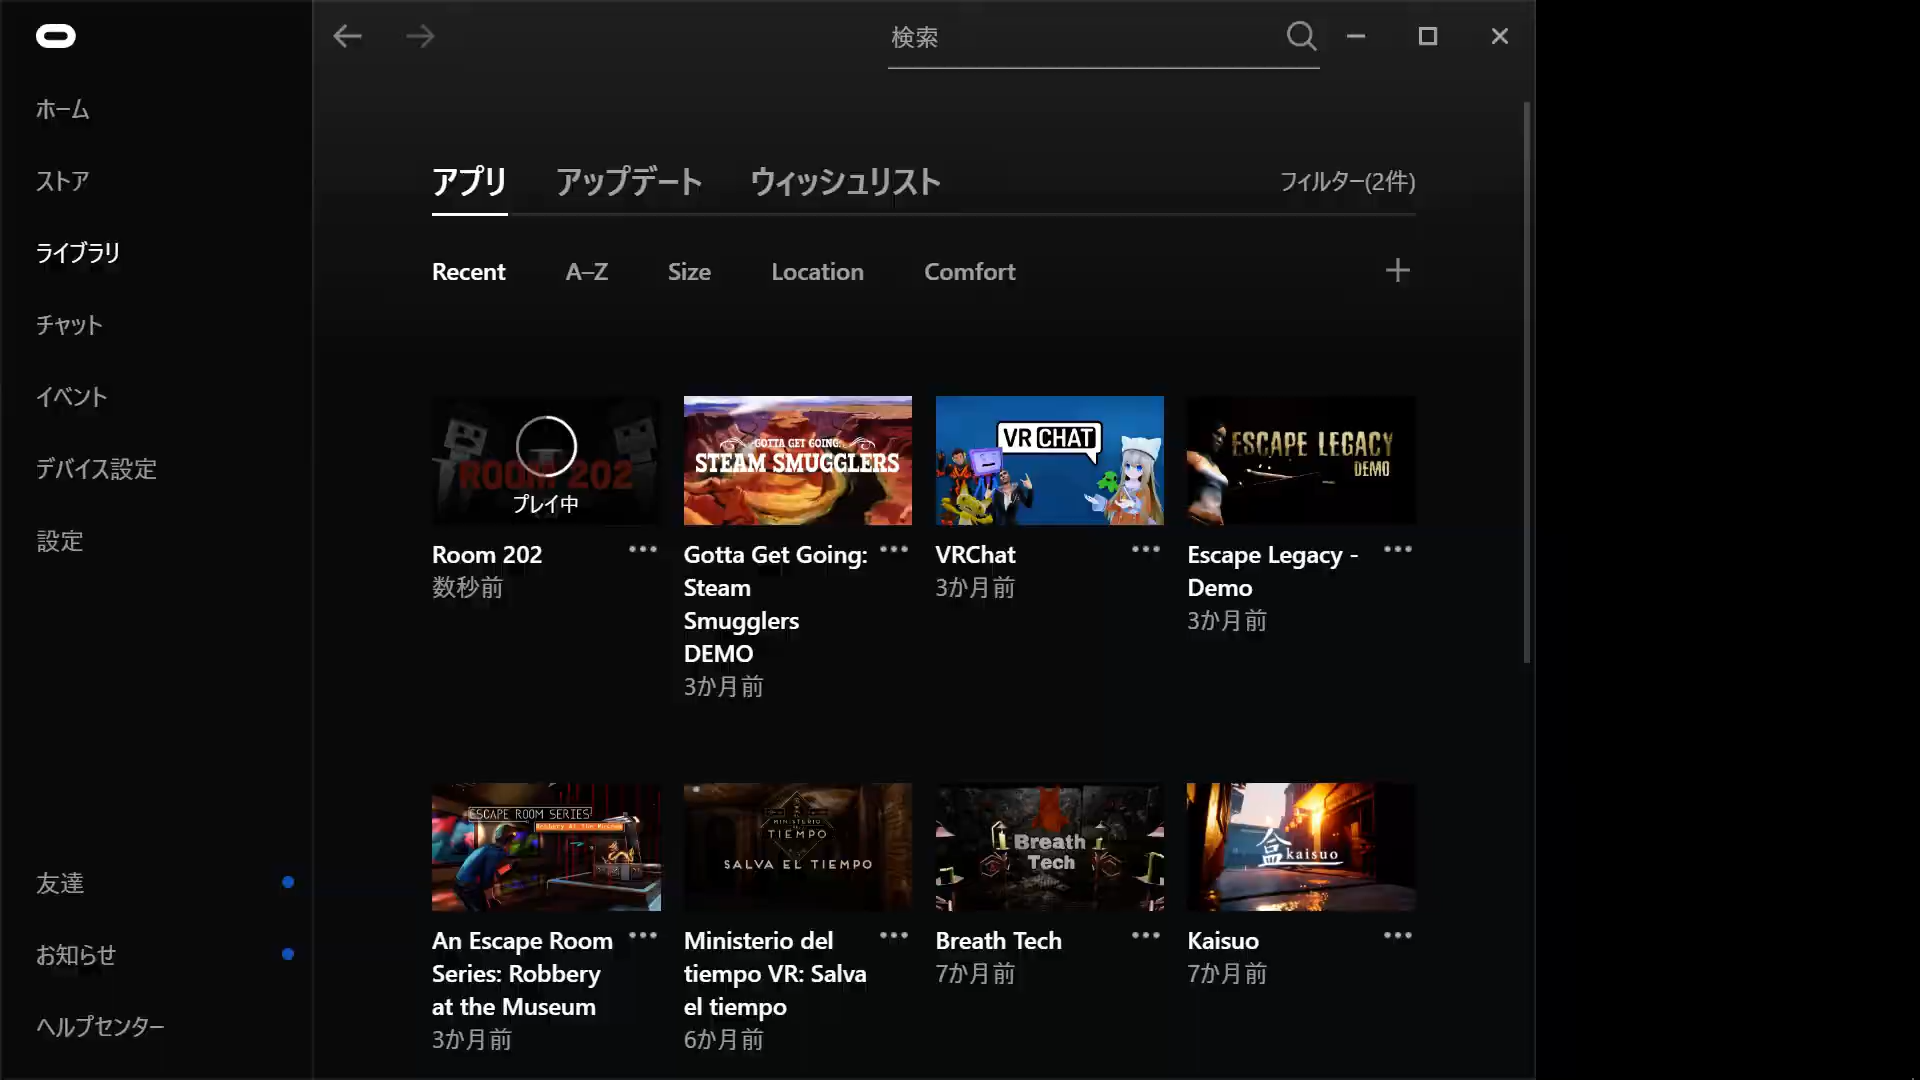 検索
ホーム
ストア
ライブラリ
チャット
イベント
デバイス設定
設定
友達
お知らせ
ヘルプセンター
アプリ アップデート ウィッシュリスト フィルター(2件)
Recent A–Z Size Location Comfort +
ROOM 202
プレイ中
Room 202
数秒前
GOTTA GET GOING:
STEAM SMUGGLERS
Gotta Get Going:
Steam
Smugglers
DEMO
3か月前
VR CHAT
VRChat
3か月前
ESCAPE LEGACY
DEMO
Escape Legacy -
Demo
3か月前
ESCAPE ROOM SERIES
Robbery At The Museum
An Escape Room
Series: Robbery
at the Museum
3か月前
MINISTERIO
TIEMPO
SALVA EL TIEMPO
Ministerio del
tiempo VR: Salva
el tiempo
6か月前
Breath
Tech
Breath Tech
7か月前
盒 kaisuo
Kaisuo
7か月前